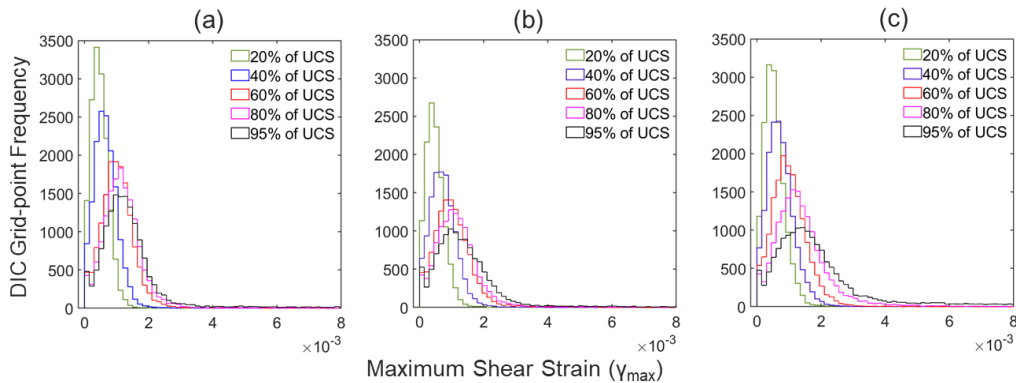 (a)
(b)
(c)
DIC Grid-point Frequency
3500
3000
2500
2000
1500
1000
500
0
20% of UCS
40% of UCS
60% of UCS
80% of UCS
95% of UCS
0 2 4 6 8
×10⁻³
3500
3000
2500
2000
1500
1000
500
0
20% of UCS
40% of UCS
60% of UCS
80% of UCS
95% of UCS
0 2 4 6 8
×10⁻³
3500
3000
2500
2000
1500
1000
500
0
20% of UCS
40% of UCS
60% of UCS
80% of UCS
95% of UCS
0 2 4 6 8
×10⁻³
Maximum Shear Strain (γmax)